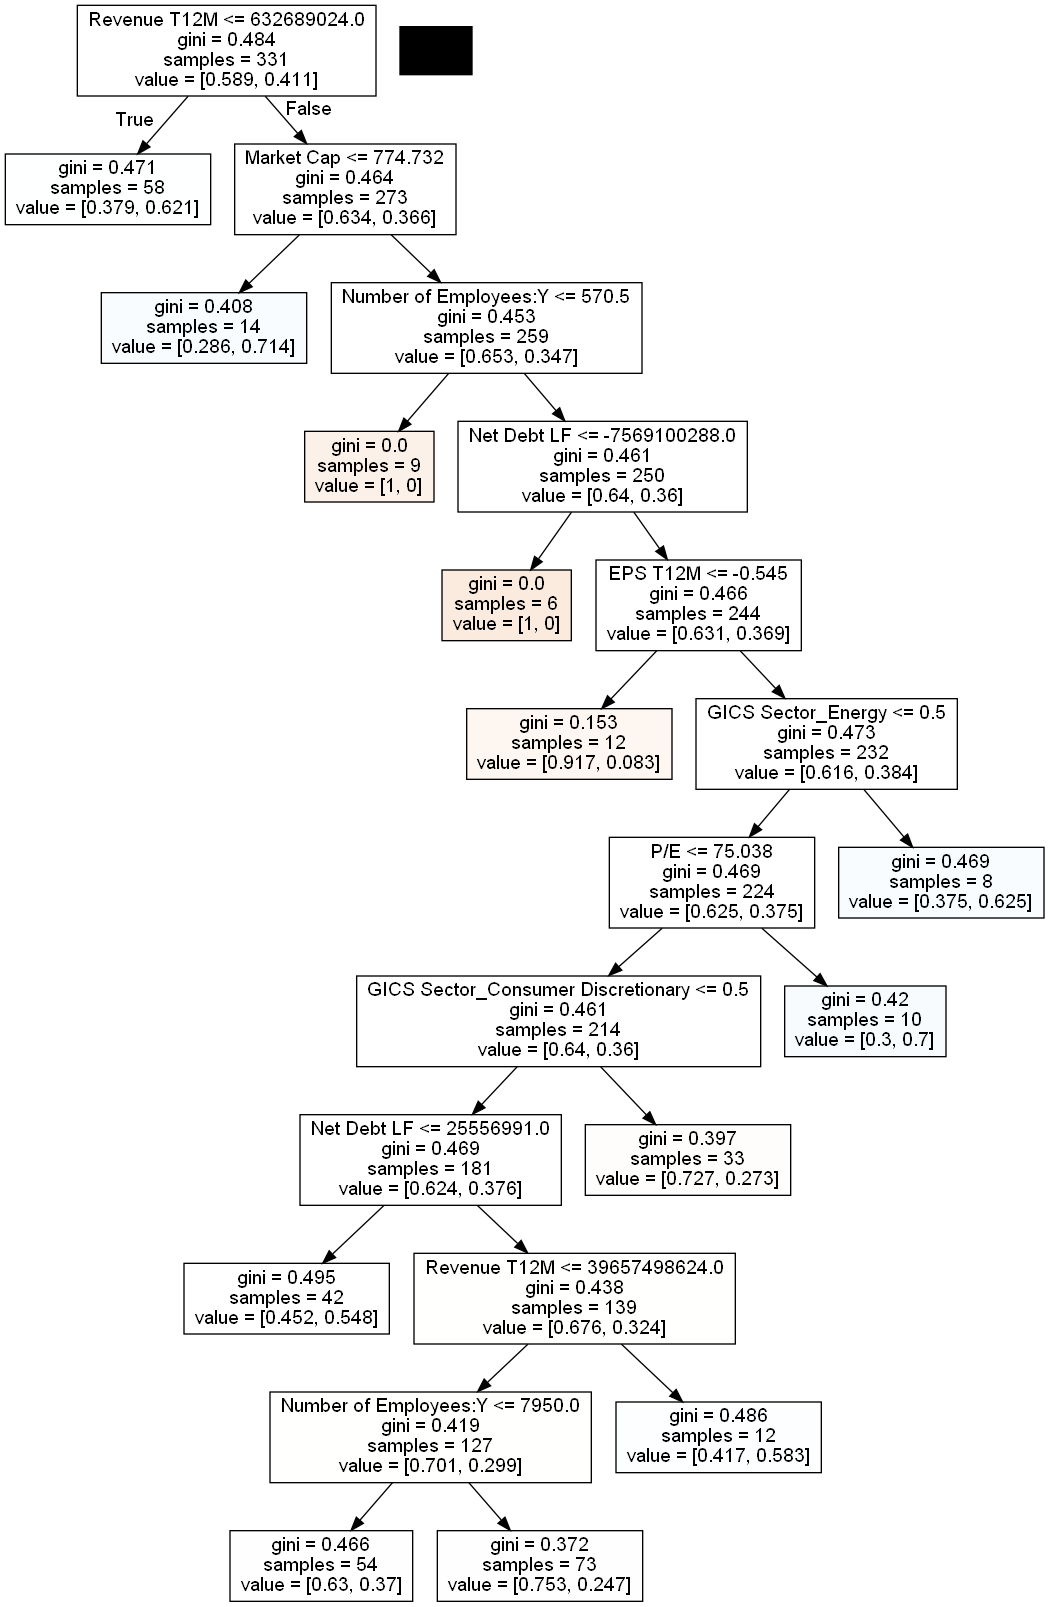 Revenue T12M <= 632689024.0
gini = 0.484
samples = 331
value = [0.589, 0.411]
True
False
gini = 0.471
samples = 58
value = [0.379, 0.621]
Market Cap <= 774.732
gini = 0.464
samples = 273
value = [0.634, 0.366]
gini = 0.408
samples = 14
value = [0.286, 0.714]
Number of Employees:Y <= 570.5
gini = 0.453
samples = 259
value = [0.653, 0.347]
gini = 0.0
samples = 9
value = [1, 0]
Net Debt LF <= -7569100288.0
gini = 0.461
samples = 250
value = [0.64, 0.36]
gini = 0.0
samples = 6
value = [1, 0]
EPS T12M <= -0.545
gini = 0.466
samples = 244
value = [0.631, 0.369]
gini = 0.153
samples = 12
value = [0.917, 0.083]
GICS Sector_Energy <= 0.5
gini = 0.473
samples = 232
value = [0.616, 0.384]
P/E <= 75.038
gini = 0.469
samples = 224
value = [0.625, 0.375]
gini = 0.469
samples = 8
value = [0.375, 0.625]
GICS Sector_Consumer Discretionary <= 0.5
gini = 0.461
samples = 214
value = [0.64, 0.36]
gini = 0.42
samples = 10
value = [0.3, 0.7]
Net Debt LF <= 25556991.0
gini = 0.469
samples = 181
value = [0.624, 0.376]
gini = 0.397
samples = 33
value = [0.727, 0.273]
gini = 0.495
samples = 42
value = [0.452, 0.548]
Revenue T12M <= 39657498624.0
gini = 0.438
samples = 139
value = [0.676, 0.324]
Number of Employees:Y <= 7950.0
gini = 0.419
samples = 127
value = [0.701, 0.299]
gini = 0.486
samples = 12
value = [0.417, 0.583]
gini = 0.466
samples = 54
value = [0.63, 0.37]
gini = 0.372
samples = 73
value = [0.753, 0.247]